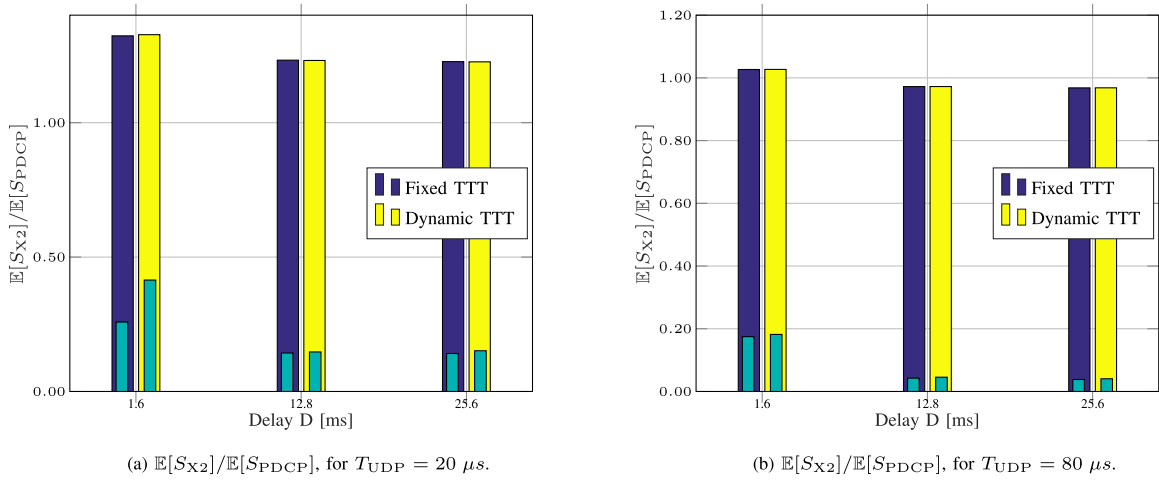 1.00
0.50
0.00
𝔼[S_X2]/𝔼[S_PDCP]
Fixed TTT
Dynamic TTT
1.6
12.8
25.6
Delay D [ms]
(a) 𝔼[S_X2]/𝔼[S_PDCP], for T_UDP = 20 μs.
1.20
1.00
0.80
0.60
0.40
0.20
0.00
𝔼[S_X2]/𝔼[S_PDCP]
Fixed TTT
Dynamic TTT
1.6
12.8
25.6
Delay D [ms]
(b) 𝔼[S_X2]/𝔼[S_PDCP], for T_UDP = 80 μs.